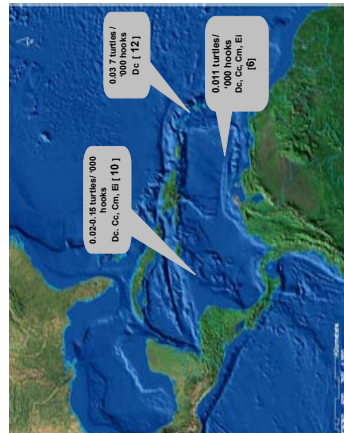 0.03 7 turtles/
'000 hooks
Dc [ 12]
0.011 turtles/
'000 hooks
Dc, Cc, Cm, Ei
[6]
0.02-0.15 turtles/ '000
hooks
Dc. Cc, Cm, Ei [ 10 ]